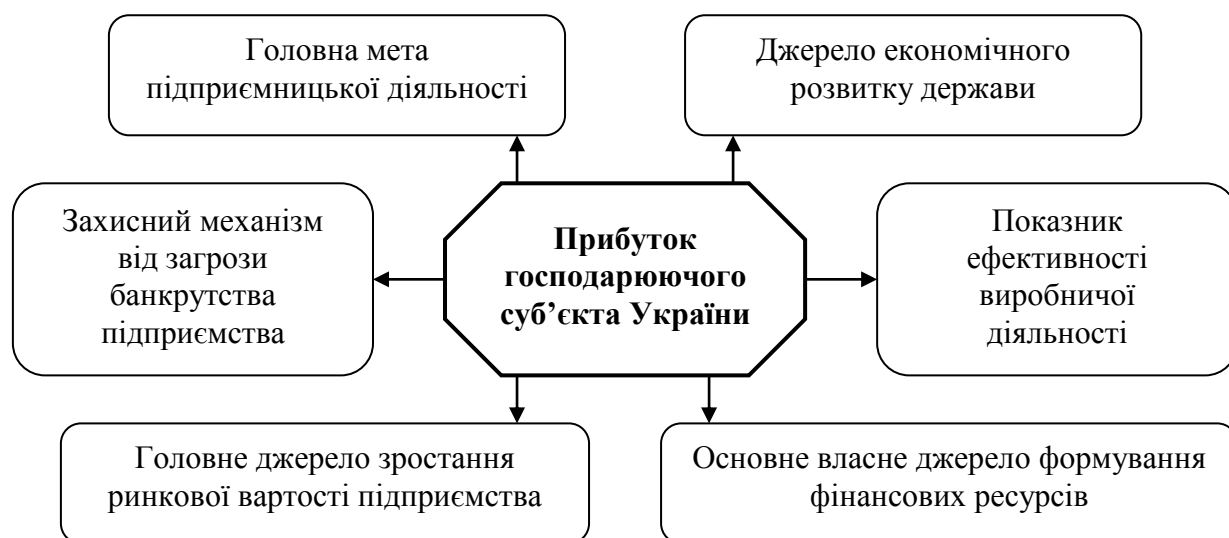 Головна мета
підприємницької діяльності
Джерело економічного
розвитку держави
Захисний механізм
від загрози
банкрутства
підприємства
Прибуток
господарюючого
суб’єкта України
Показник
ефективності
виробничої
діяльності
Головне джерело зростання
ринкової вартості підприємства
Основне власне джерело формування
фінансових ресурсів